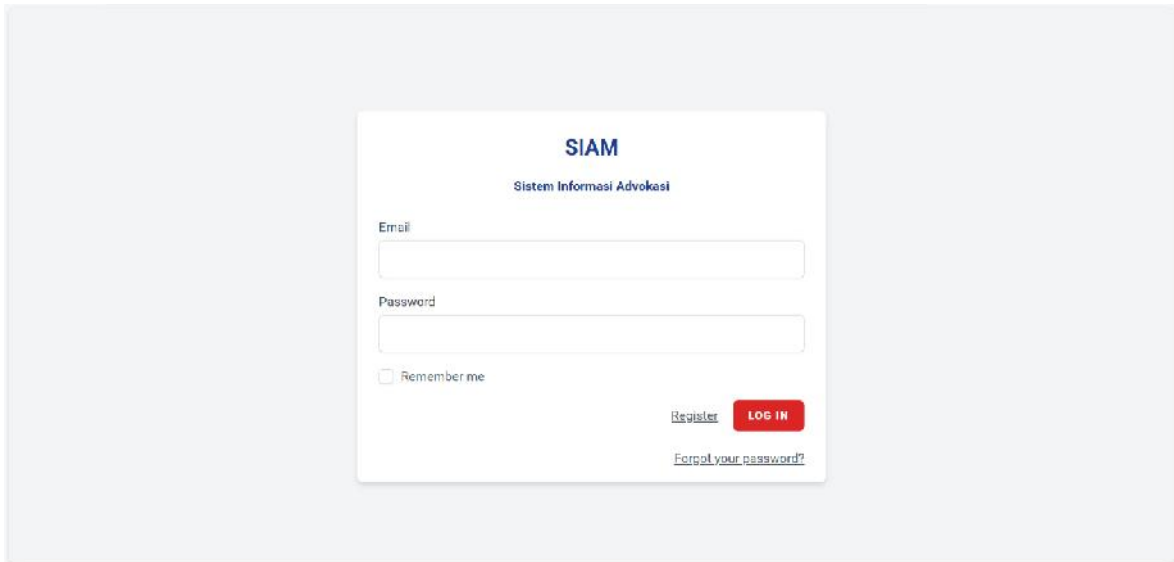 SIAM
Sistem Informasi Advokasi
Email
Password
Remember me
Register LOG IN
Forgot your password?